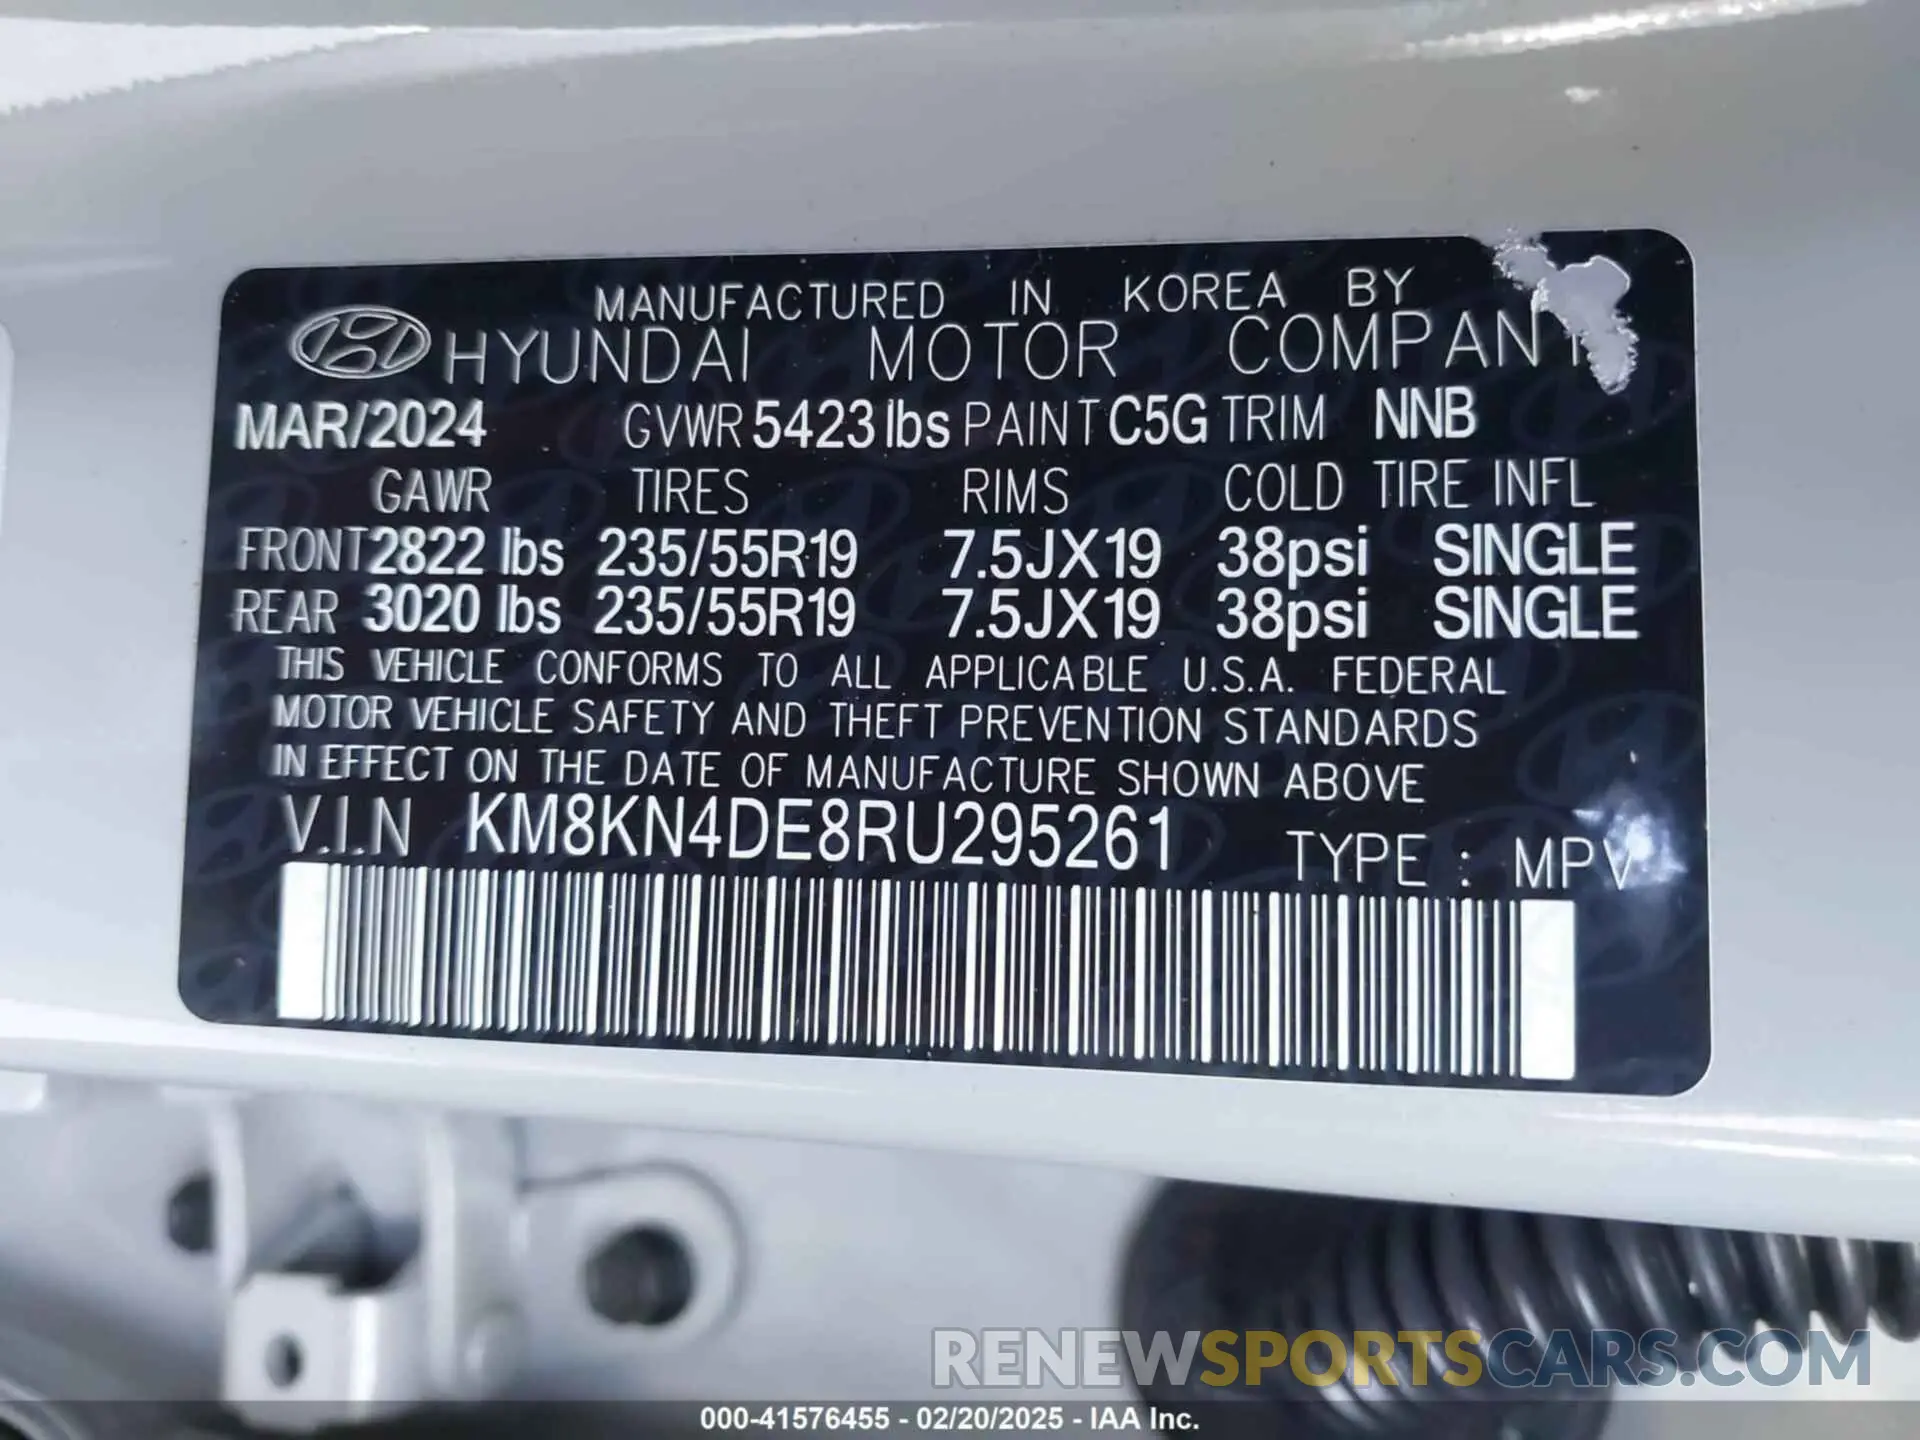 MANUFACTURED IN KOREA BY
HYUNDAI MOTOR COMPANY
MAR/2024 GVWR 5423 lbs PAINT C5G TRIM NNB
GAWR TIRES RIMS COLD TIRE INFL
FRONT 2822 lbs 235/55R19 7.5JX19 38psi SINGLE
REAR 3020 lbs 235/55R19 7.5JX19 38psi SINGLE
THIS VEHICLE CONFORMS TO ALL APPLICABLE U.S.A. FEDERAL
MOTOR VEHICLE SAFETY AND THEFT PREVENTION STANDARDS
IN EFFECT ON THE DATE OF MANUFACTURE SHOWN ABOVE
V.I.N KM8KN4DE8RU295261 TYPE : MPV
RENEWSPORTSCARS.COM
000-41576455 - 02/20/2025 - IAA Inc.